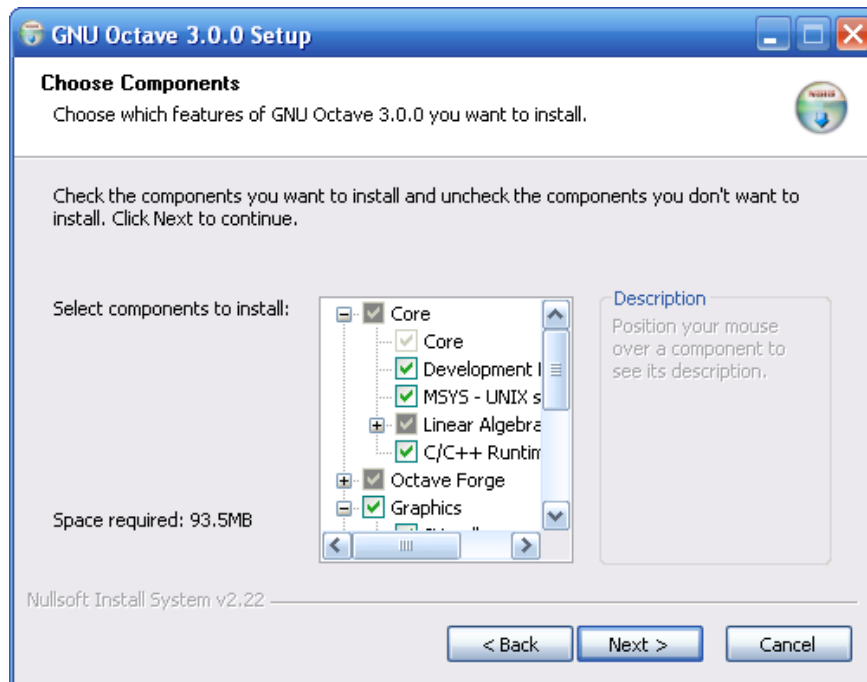 GNU Octave 3.0.0 Setup
Choose Components
Choose which features of GNU Octave 3.0.0 you want to install.
Check the components you want to install and uncheck the components you don't want to
install. Click Next to continue.
Select components to install:
Core
Core
Development
MSYS - UNIX s
Linear Algebra
C/C++ Runtim
Octave Forge
Graphics
Description
Position your mouse
over a component to
see its description.
Space required: 93.5MB
Nullsoft Install System v2.22
< Back
Next >
Cancel